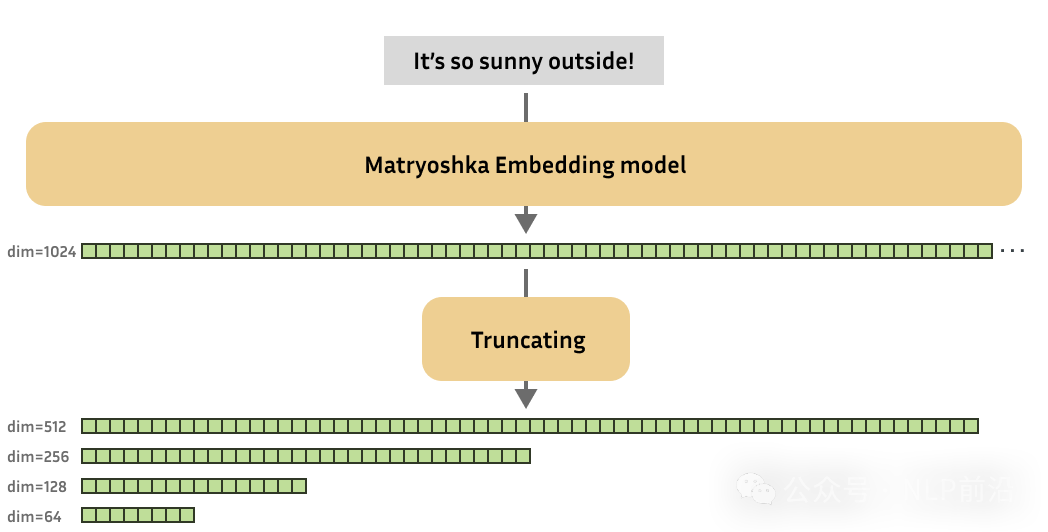 It's so sunny outside!
Matryoshka Embedding model
dim=1024
...
Truncating
dim=512
dim=256
dim=128
dim=64
公众号 NLP前沿